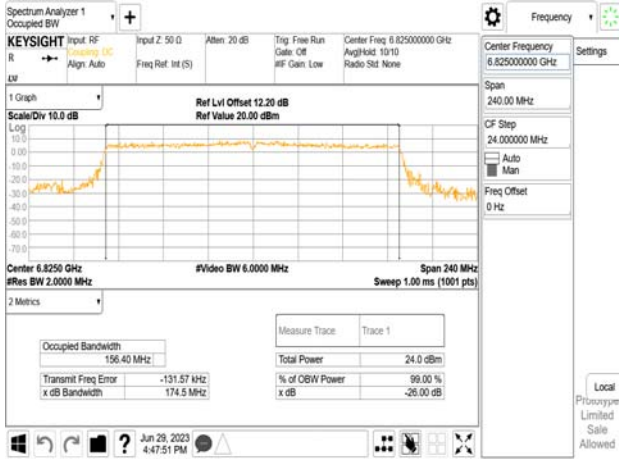 Spectrum Analyzer 1
Occupied BW
Frequency
KEYSIGHT
R
Input: RF
Coupling: DC
Align: Auto
Input Z: 50 Ω
Freq Ref: Int (S)
Atten: 20 dB
Trig: Free Run
Gate: Off
#IF Gain: Low
Center Freq: 6.825000000 GHz
Avg|Hold: 10/10
Radio Std: None
Center Frequency
6.825000000 GHz
Settings
Span
240.00 MHz
CF Step
24.000000 MHz
Auto
Man
Freq Offset
0 Hz
1 Graph
Scale/Div 10.0 dB
Ref Lvl Offset 12.20 dB
Ref Value 20.00 dBm
Log
10.0
0.00
-10.0
-20.0
-30.0
-40.0
-50.0
-60.0
-70.0
Center 6.8250 GHz
#Res BW 2.0000 MHz
#Video BW 6.0000 MHz
Span 240 MHz
Sweep 1.00 ms (1001 pts)
2 Metrics
Measure Trace
Trace 1
Occupied Bandwidth
156.40 MHz
Total Power
24.0 dBm
Transmit Freq Error
-131.57 kHz
% of OBW Power
99.00 %
x dB Bandwidth
174.5 MHz
x dB
-26.00 dB
Local
Prototype
Limited
Sale
Allowed
?
Jun 29, 2023
4:47:51 PM